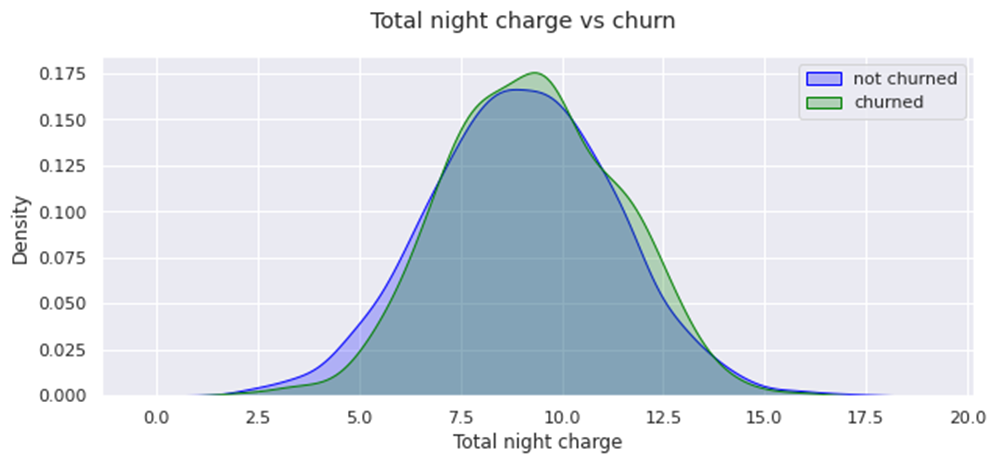 Total night charge vs churn
not churned
churned
0.175
0.150
0.125
0.100
0.075
0.050
0.025
0.000
Density
0.0 2.5 5.0 7.5 10.0 12.5 15.0 17.5 20.0
Total night charge